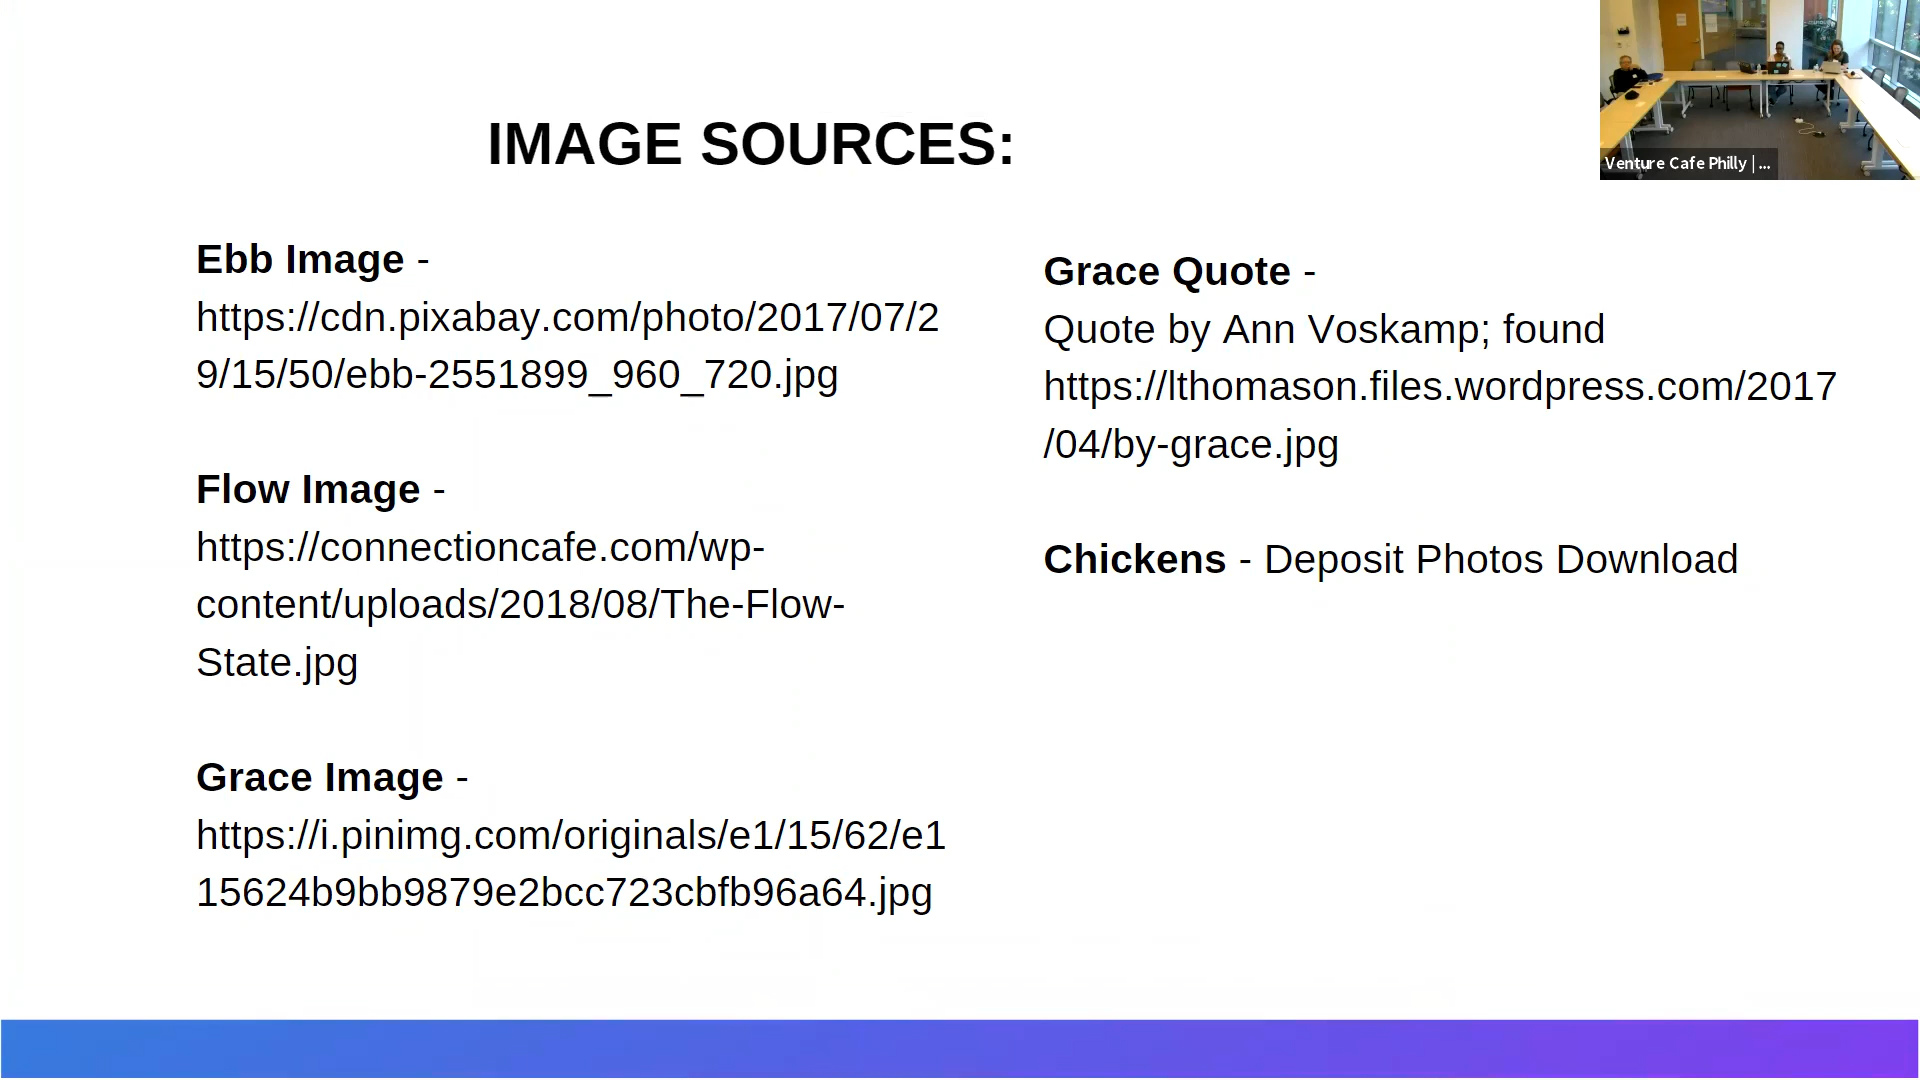 IMAGE SOURCES:
Ebb Image -
https://cdn.pixabay.com/photo/2017/07/2
9/15/50/ebb-2551899_960_720.jpg
Flow Image -
https://connectioncafe.com/wp-
content/uploads/2018/08/The-Flow-
State.jpg
Grace Image -
https://i.pinimg.com/originals/e1/15/62/e1
15624b9bb9879e2bcc723cbfb96a64.jpg
Grace Quote -
Quote by Ann Voskamp; found
https://lthomason.files.wordpress.com/2017
/04/by-grace.jpg
Chickens - Deposit Photos Download
Venture Cafe Philly | ...